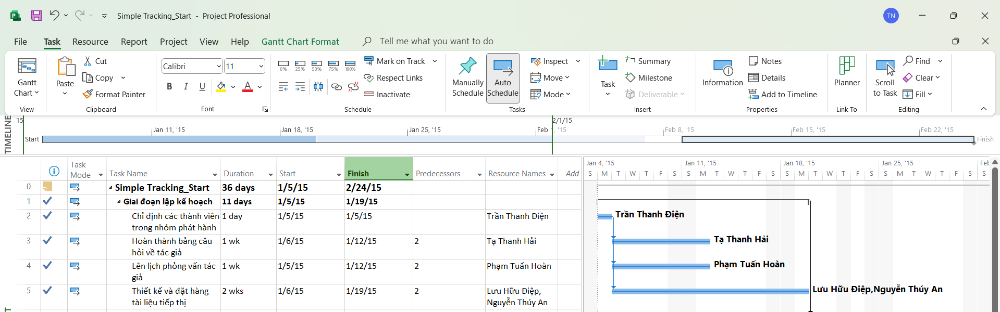 Simple Tracking_Start - Project Professional
TN
File Task Resource Report Project View Help Gantt Chart Format Tell me what you want to do
Gantt
Chart
View
Paste
Cut
Copy
Format Painter
Clipboard
Calibri 11
B I U A
Font
0% 25% 50% 75% 100%
Mark on Track
Respect Links
Inactivate
Schedule
Manually
Schedule
Auto
Schedule
Inspect
Move
Mode
Tasks
Task
Summary
Milestone
Deliverable
Insert
Information
Notes
Details
Add to Timeline
Properties
Planner
Link To
Scroll
to Task
Find
Clear
Fill
Editing
TIMELINE
15 2/1/15
Jan 11, '15 Jan 18, '15 Jan 25, '15 Feb 1, '15 Feb 8, '15 Feb 15, '15 Feb 22, '15
Start Finish
Task
Mode Task Name Duration Start Finish Predecessors Resource Names Add
Jan 4, '15 Jan 11, '15 Jan 18, '15 Jan 25, '15 Feb
S M T W T F S S M T W T F S S M T W T F S S M T W T F S S
0 Simple Tracking_Start 36 days 1/5/15 2/24/15
1 Giai đoạn lập kế hoạch 11 days 1/5/15 1/19/15
2 Chỉ định các thành viên 1 day 1/5/15 1/5/15 Trần Thanh Điện
trong nhóm phát hành
Trần Thanh Điện
3 Hoàn thành bảng câu 1 wk 1/6/15 1/12/15 2 Tạ Thanh Hải
hỏi về tác giả
Tạ Thanh Hải
4 Lên lịch phỏng vấn tác 1 wk 1/5/15 1/12/15 2 Phạm Tuấn Hoàn
giả
Phạm Tuấn Hoàn
5 Thiết kế và đặt hàng 2 wks 1/6/15 1/19/15 2 Lưu Hữu Điệp,
tài liệu tiếp thị Nguyễn Thúy An
Lưu Hữu Điệp,Nguyễn Thúy An